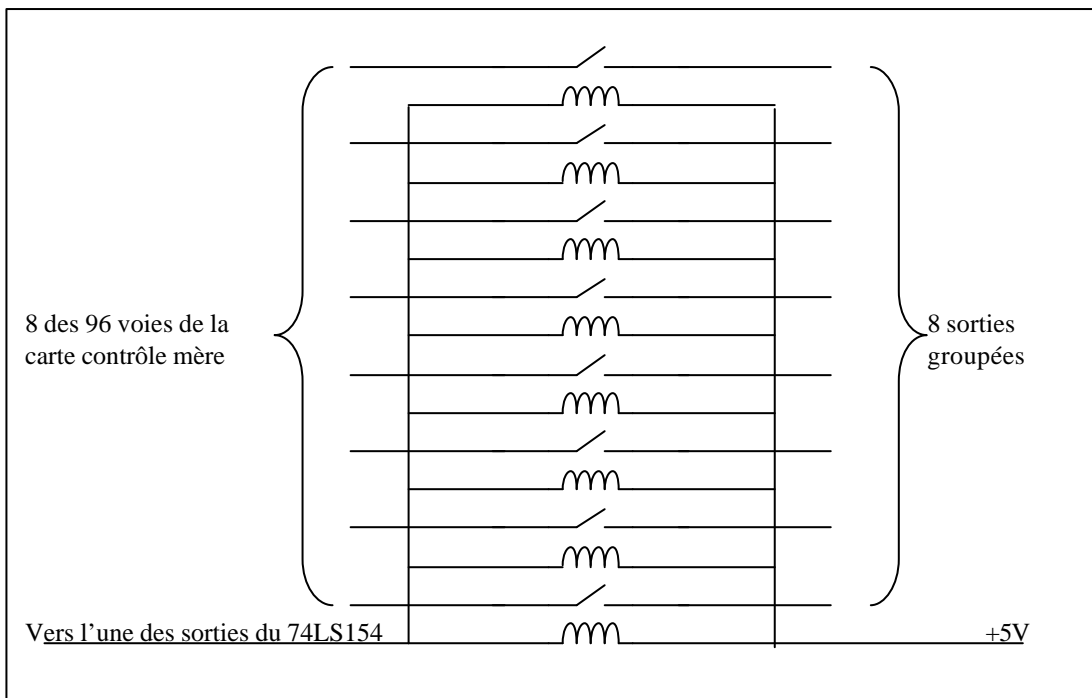 8 des 96 voies de la
carte contrôle mère
8 sorties
groupées
Vers l'une des sorties du 74LS154
+5V